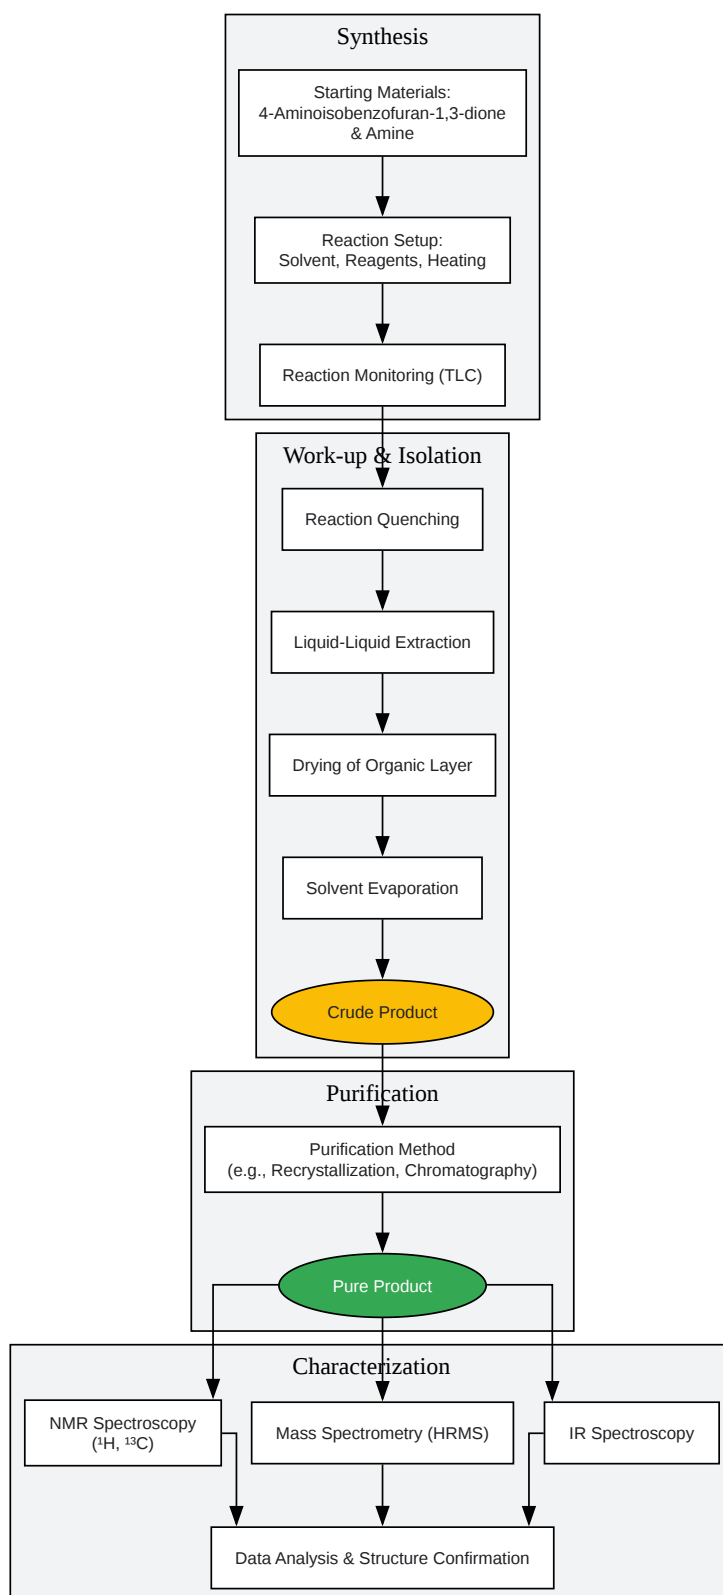 Synthesis
Starting Materials:
4-Aminoisobenzofuran-1,3-dione
& Amine
Reaction Setup:
Solvent, Reagents, Heating
Reaction Monitoring (TLC)
Work-up & Isolation
Reaction Quenching
Liquid-Liquid Extraction
Drying of Organic Layer
Solvent Evaporation
Crude Product
Purification
Purification Method
(e.g., Recrystallization, Chromatography)
Pure Product
Characterization
NMR Spectroscopy
(¹H, ¹³C)
Mass Spectrometry (HRMS)
IR Spectroscopy
Data Analysis & Structure Confirmation